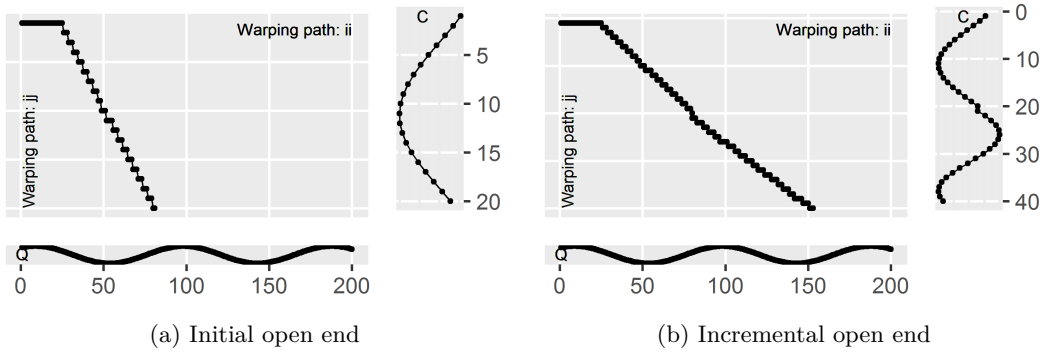 C
Warping path: ii
5
10
15
20
Warping path: jj
Q
0 50 100 150 200
(a) Initial open end
C
Warping path: ii
0
10
20
30
40
Warping path: jj
Q
0 50 100 150 200
(b) Incremental open end